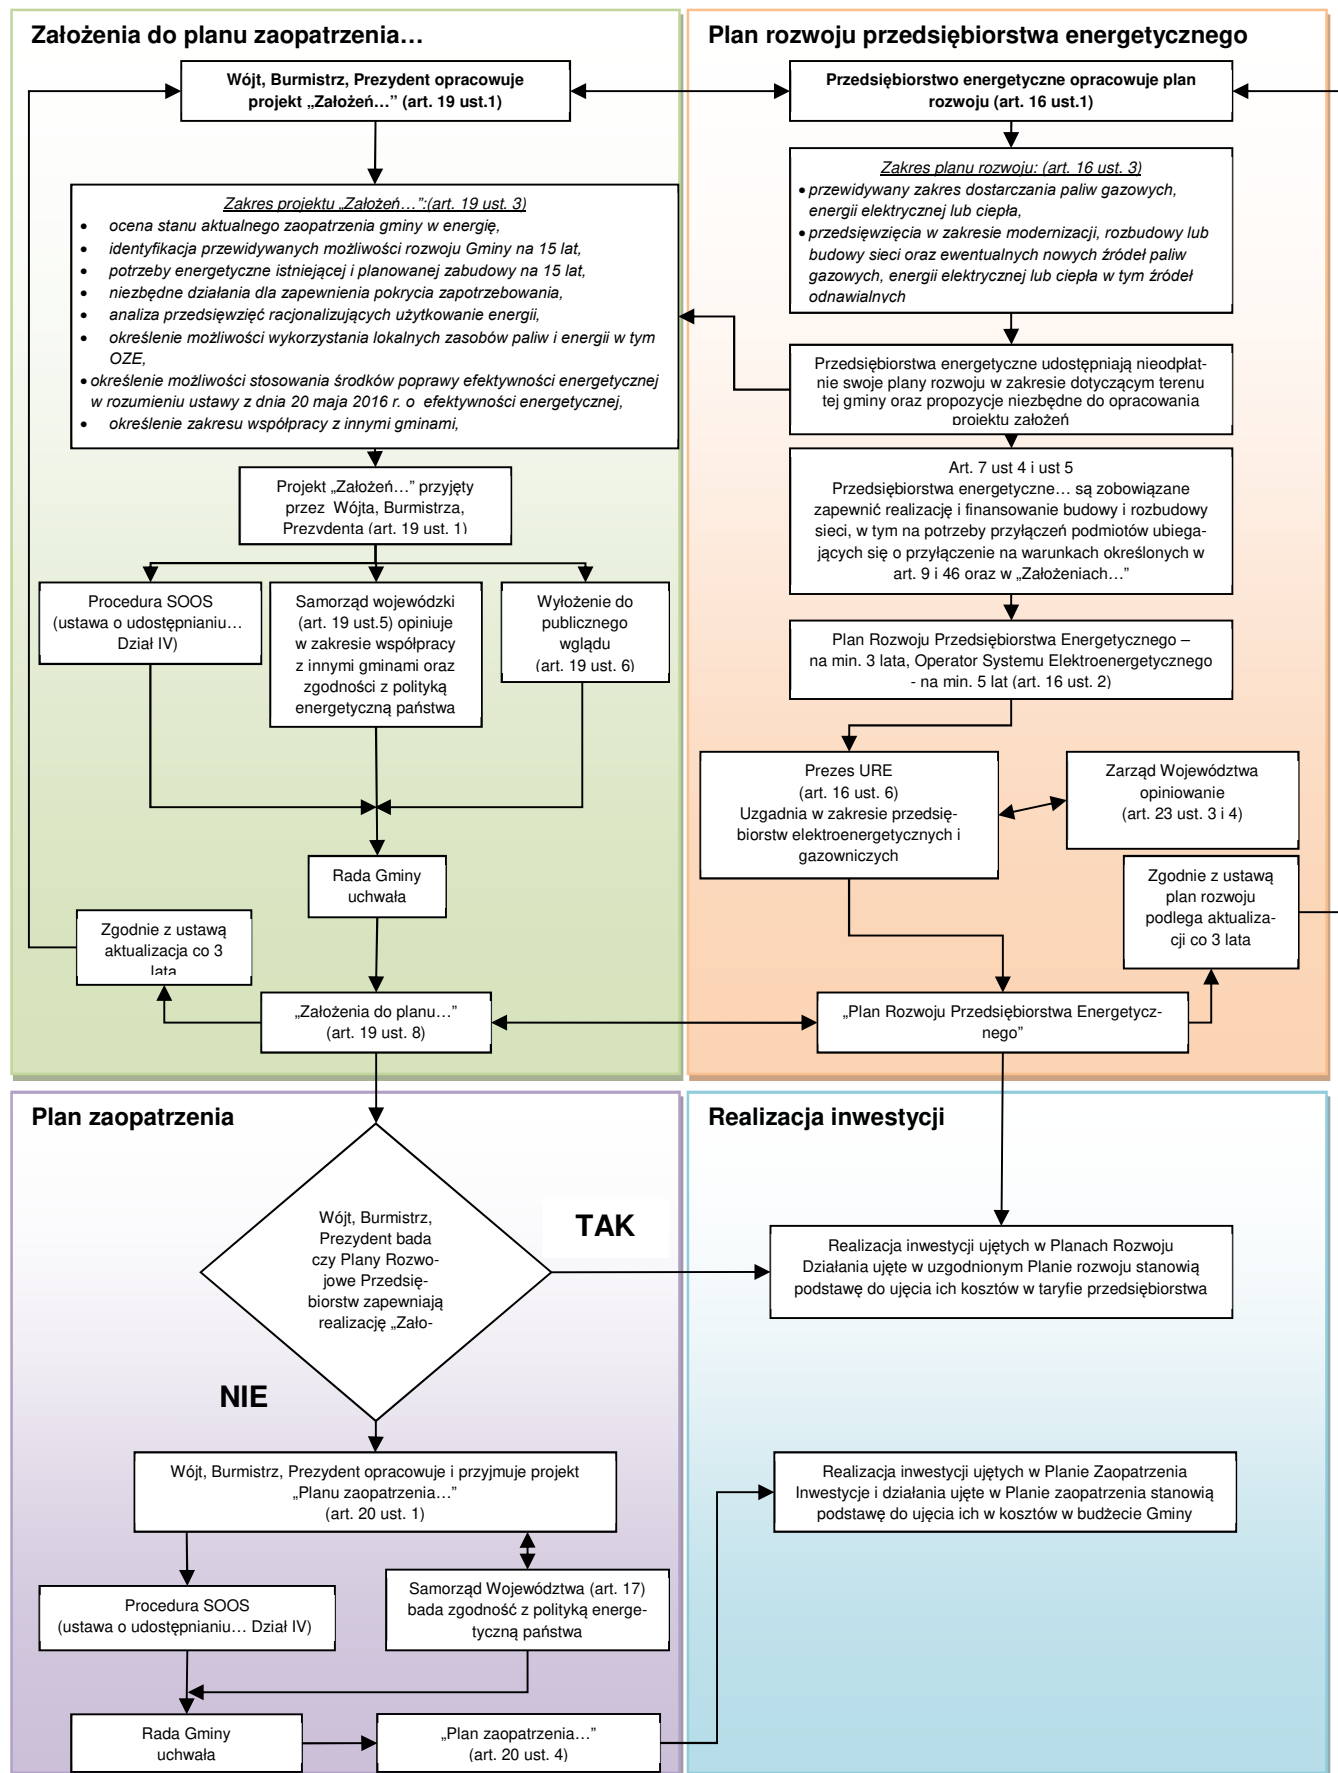 Założenia do planu zaopatrzenia…
Wójt, Burmistrz, Prezydent opracowuje
projekt „Założeń…” (art. 19 ust.1)
Zakres projektu „Założeń…”:(art. 19 ust. 3)
• ocena stanu aktualnego zaopatrzenia gminy w energię,
• identyfikacja przewidywanych możliwości rozwoju Gminy na 15 lat,
• potrzeby energetyczne istniejącej i planowanej zabudowy na 15 lat,
• niezbędne działania dla zapewnienia pokrycia zapotrzebowania,
• analiza przedsięwzięć racjonalizujących użytkowanie energii,
• określenie możliwości wykorzystania lokalnych zasobów paliw i energii w tym
OZE,
• określenie możliwości stosowania środków poprawy efektywności energetycznej
w rozumieniu ustawy z dnia 20 maja 2016 r. o efektywności energetycznej,
• określenie zakresu współpracy z innymi gminami,
Projekt „Założeń…” przyjęty
przez Wójta, Burmistrza,
Prezydenta (art. 19 ust. 1)
Procedura SOOS
(ustawa o udostępnianiu…
Dział IV)
Samorząd wojewódzki
(art. 19 ust.5) opiniuje
w zakresie współpracy
z innymi gminami oraz
zgodności z polityką
energetyczną państwa
Wyłożenie do
publicznego
wglądu
(art. 19 ust. 6)
Rada Gminy
uchwała
Zgodnie z ustawą
aktualizacja co 3
lata
„Założenia do planu…”
(art. 19 ust. 8)
Plan rozwoju przedsiębiorstwa energetycznego
Przedsiębiorstwo energetyczne opracowuje plan
rozwoju (art. 16 ust.1)
Zakres planu rozwoju: (art. 16 ust. 3)
• przewidywany zakres dostarczania paliw gazowych,
energii elektrycznej lub ciepła,
• przedsięwzięcia w zakresie modernizacji, rozbudowy lub
budowy sieci oraz ewentualnych nowych źródeł paliw
gazowych, energii elektrycznej lub ciepła w tym źródeł
odnawialnych
Przedsiębiorstwa energetyczne udostępniają nieodpłat-
nie swoje plany rozwoju w zakresie dotyczącym terenu
tej gminy oraz propozycje niezbędne do opracowania
projektu założeń
Art. 7 ust 4 i ust 5
Przedsiębiorstwa energetyczne… są zobowiązane
zapewnić realizację i finansowanie budowy i rozbudowy
sieci, w tym na potrzeby przyłączeń podmiotów ubiega-
jących się o przyłączenie na warunkach określonych w
art. 9 i 46 oraz w „Założeniach…”
Plan Rozwoju Przedsiębiorstwa Energetycznego –
na min. 3 lata, Operator Systemu Elektroenergetycznego
- na min. 5 lat (art. 16 ust. 2)
Prezes URE
(art. 16 ust. 6)
Uzgadnia w zakresie przedsię-
biorstw elektroenergetycznych i
gazowniczych
Zarząd Województwa
opiniowanie
(art. 23 ust. 3 i 4)
Zgodnie z ustawą
plan rozwoju
podlega aktualiza-
cji co 3 lata
„Plan Rozwoju Przedsiębiorstwa Energetycz-
nego”
Plan zaopatrzenia
Wójt, Burmistrz,
Prezydent bada
czy Plany Rozwo-
jowe Przedsię-
biorstw zapewniają
realizację „Zało-
TAK
NIE
Wójt, Burmistrz, Prezydent opracowuje i przyjmuje projekt
„Planu zaopatrzenia…”
(art. 20 ust. 1)
Procedura SOOS
(ustawa o udostępnianiu… Dział IV)
Samorząd Województwa (art. 17)
bada zgodność z polityką energe-
tyczną państwa
Rada Gminy
uchwała
„Plan zaopatrzenia…”
(art. 20 ust. 4)
Realizacja inwestycji
Realizacja inwestycji ujętych w Planach Rozwoju
Działania ujęte w uzgodnionym Planie rozwoju stanowią
podstawę do ujęcia ich kosztów w taryfie przedsiębiorstwa
Realizacja inwestycji ujętych w Planie Zaopatrzenia
Inwestycje i działania ujęte w Planie zaopatrzenia stanowią
podstawę do ujęcia ich w kosztów w budżecie Gminy